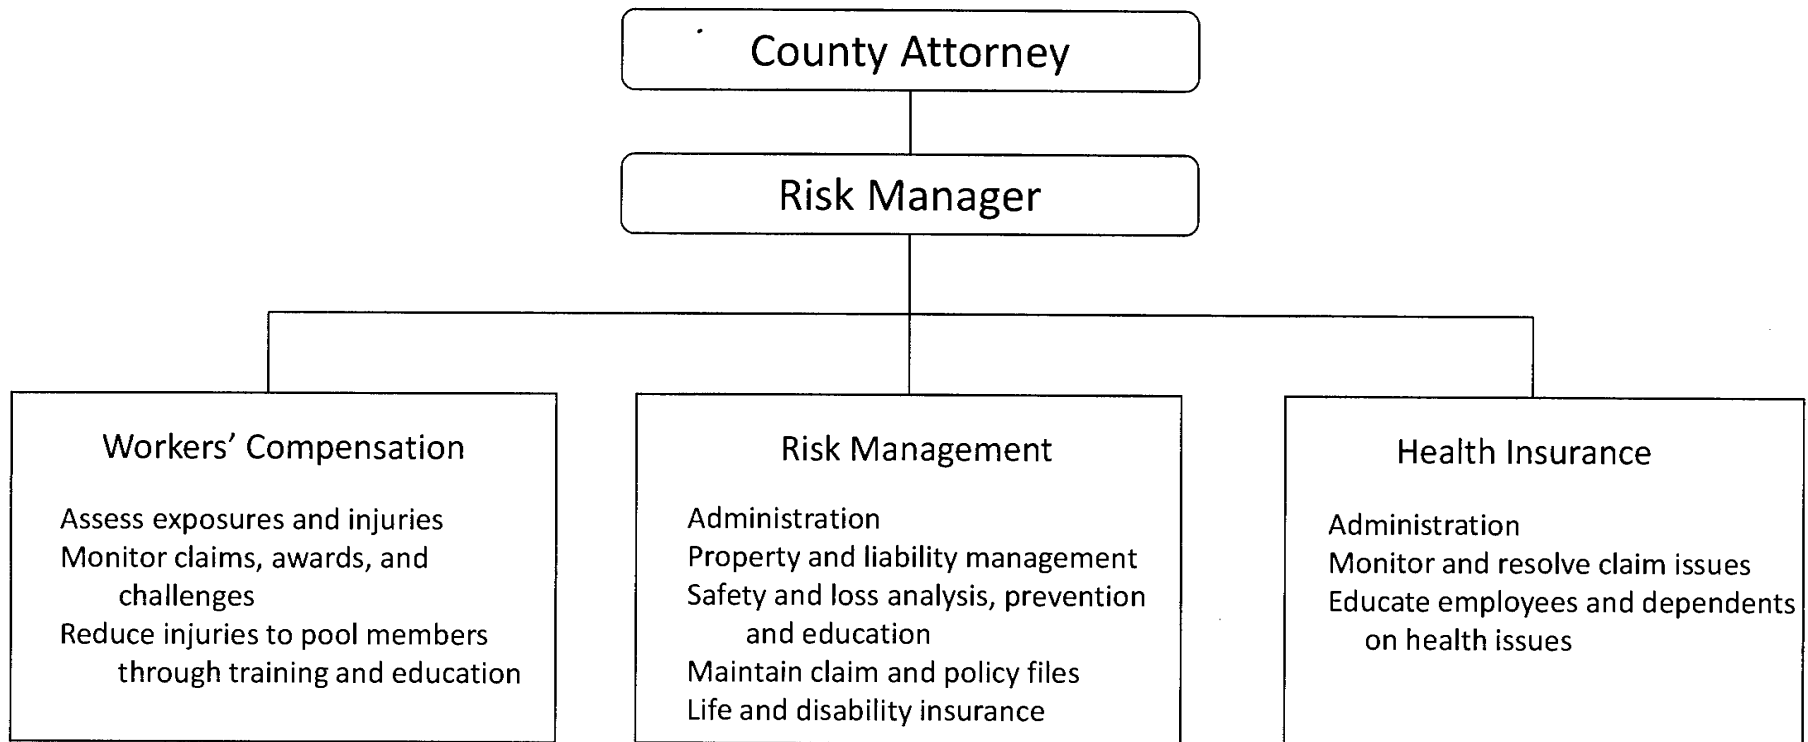 County Attorney
Risk Manager
Workers’ Compensation
Assess exposures and injuries
Monitor claims, awards, and
challenges
Reduce injuries to pool members
through training and education
Risk Management
Administration
Property and liability management
Safety and loss analysis, prevention
and education
Maintain claim and policy files
Life and disability insurance
Health Insurance
Administration
Monitor and resolve claim issues
Educate employees and dependents
on health issues